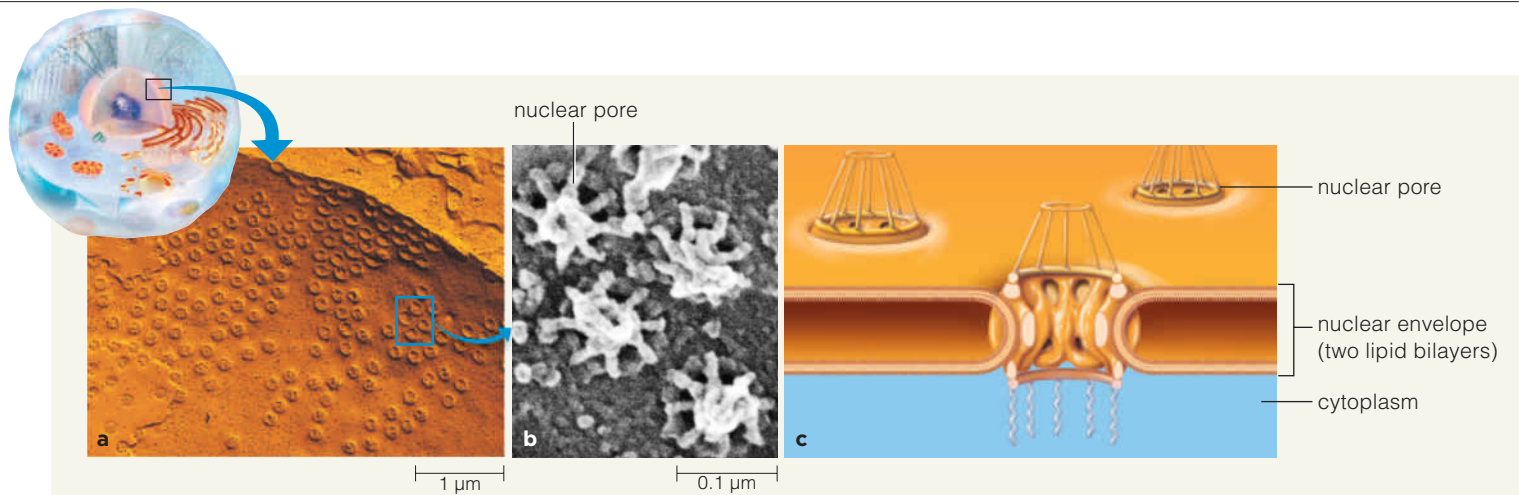 nuclear pore
nuclear pore
nuclear envelope
(two lipid bilayers)
cytoplasm
a
b
c
1 µm
0.1 µm